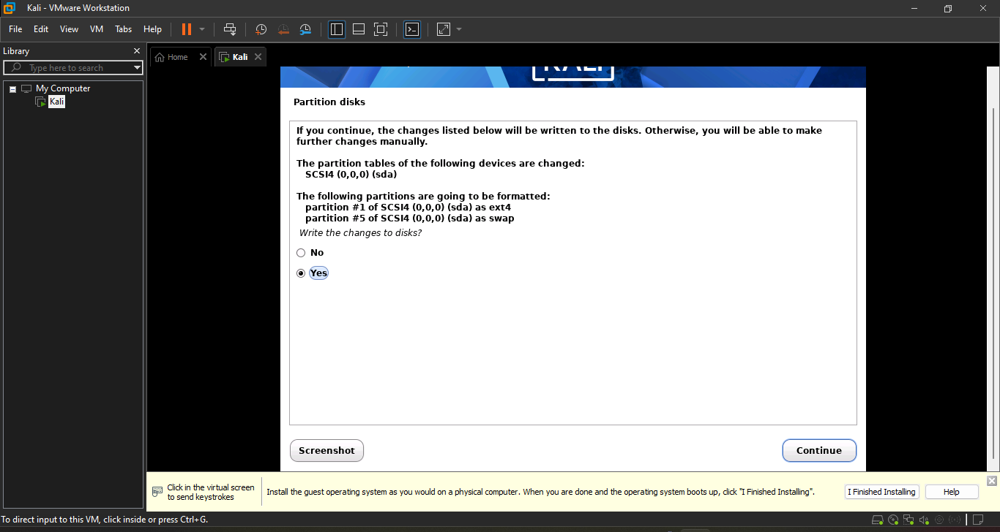 Kali - VMware Workstation
File Edit View VM Tabs Help
Library
Home
Kali
Type here to search
My Computer
Kali
KALI
Partition disks
If you continue, the changes listed below will be written to the disks. Otherwise, you will be able to make
further changes manually.
The partition tables of the following devices are changed:
SCSI4 (0,0,0) (sda)
The following partitions are going to be formatted:
partition #1 of SCSI4 (0,0,0) (sda) as ext4
partition #5 of SCSI4 (0,0,0) (sda) as swap
Write the changes to disks?
No
Yes
Screenshot
Continue
Click in the virtual screen
to send keystrokes
Install the guest operating system as you would on a physical computer. When you are done and the operating system boots up, click "I Finished Installing".
I Finished Installing
Help
To direct input to this VM, click inside or press Ctrl+G.